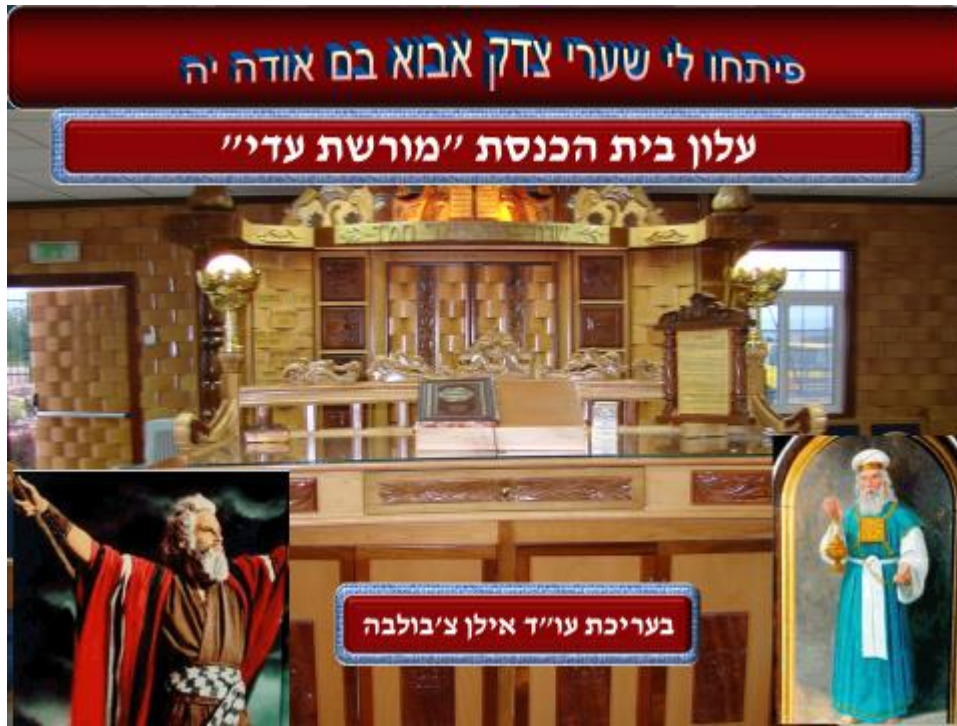 פיתחו לי שערי צדק אבוא בם אודה יה
עלון בית הכנסת "מורשת עדי"
בעריכת עו"ד אילן צ'בולבה